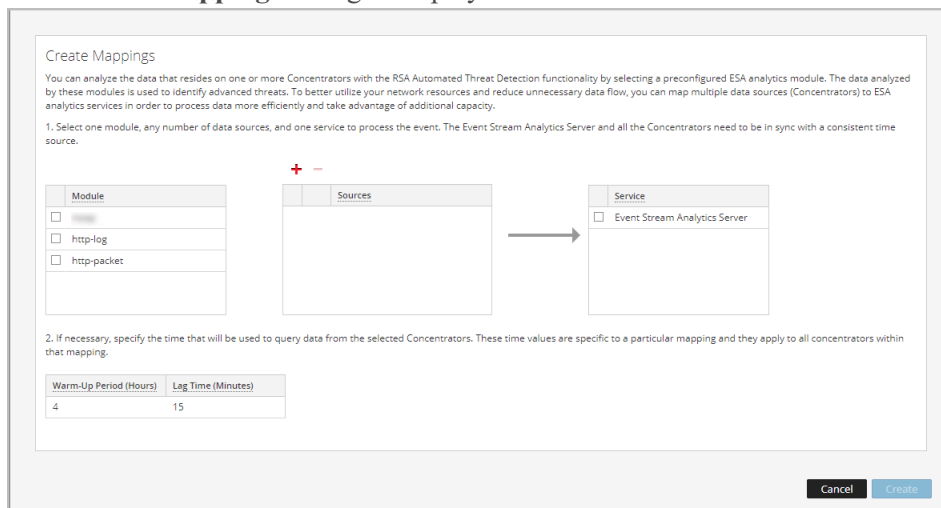 Create Mappings
You can analyze the data that resides on one or more Concentrators with the RSA Automated Threat Detection functionality by selecting a preconfigured ESA analytics module. The data analyzed
by these modules is used to identify advanced threats. To better utilize your network resources and reduce unnecessary data flow, you can map multiple data sources (Concentrators) to ESA
analytics services in order to process data more efficiently and take advantage of additional capacity.
1. Select one module, any number of data sources, and one service to process the event. The Event Stream Analytics Server and all the Concentrators need to be in sync with a consistent time
source.
Module
http-log
http-packet
Sources
Service
Event Stream Analytics Server
2. If necessary, specify the time that will be used to query data from the selected Concentrators. These time values are specific to a particular mapping and they apply to all concentrators within
that mapping.
Warm-Up Period (Hours) Lag Time (Minutes)
4 15
Cancel Create